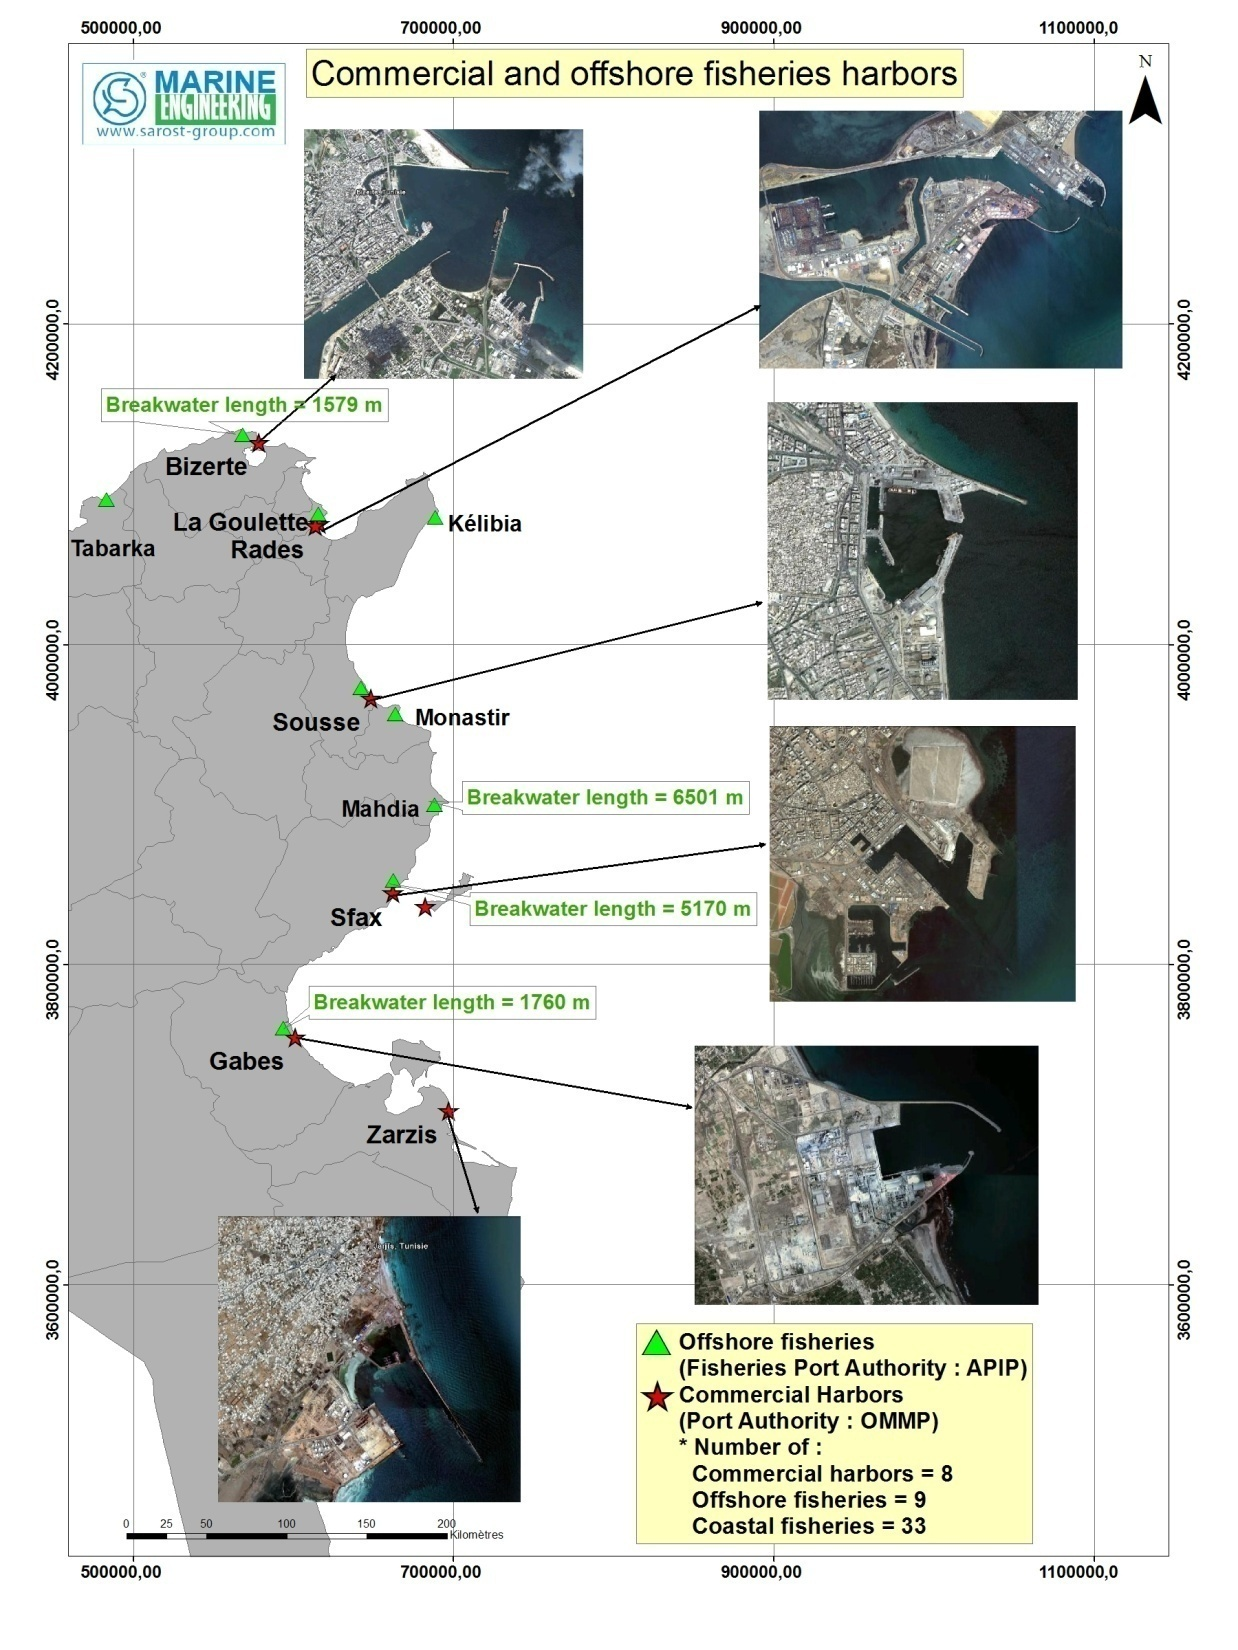 500000,00 700000,00 900000,00 1100000,00
MARINE
ENGINEEKING
www.sarost-group.com
Commercial and offshore fisheries harbors
N
4200000,0 4200000,0
Breakwater length = 1579 m
Bizerte
Tabarka
La Goulette
Rades
Kélibia
4000000,0 4000000,0
Sousse
Monastir
Mahdia
Breakwater length = 6501 m
Sfax
Breakwater length = 5170 m
3800000,0 3800000,0
Breakwater length = 1760 m
Gabes
Zarzis
Tunisie
3600000,0 3600000,0
Offshore fisheries
(Fisheries Port Authority : APIP)
Commercial Harbors
(Port Authority : OMMP)
* Number of :
Commercial harbors = 8
Offshore fisheries = 9
Coastal fisheries = 33
0 25 50 100 150 200
Kilomètres
500000,00 700000,00 900000,00 1100000,00